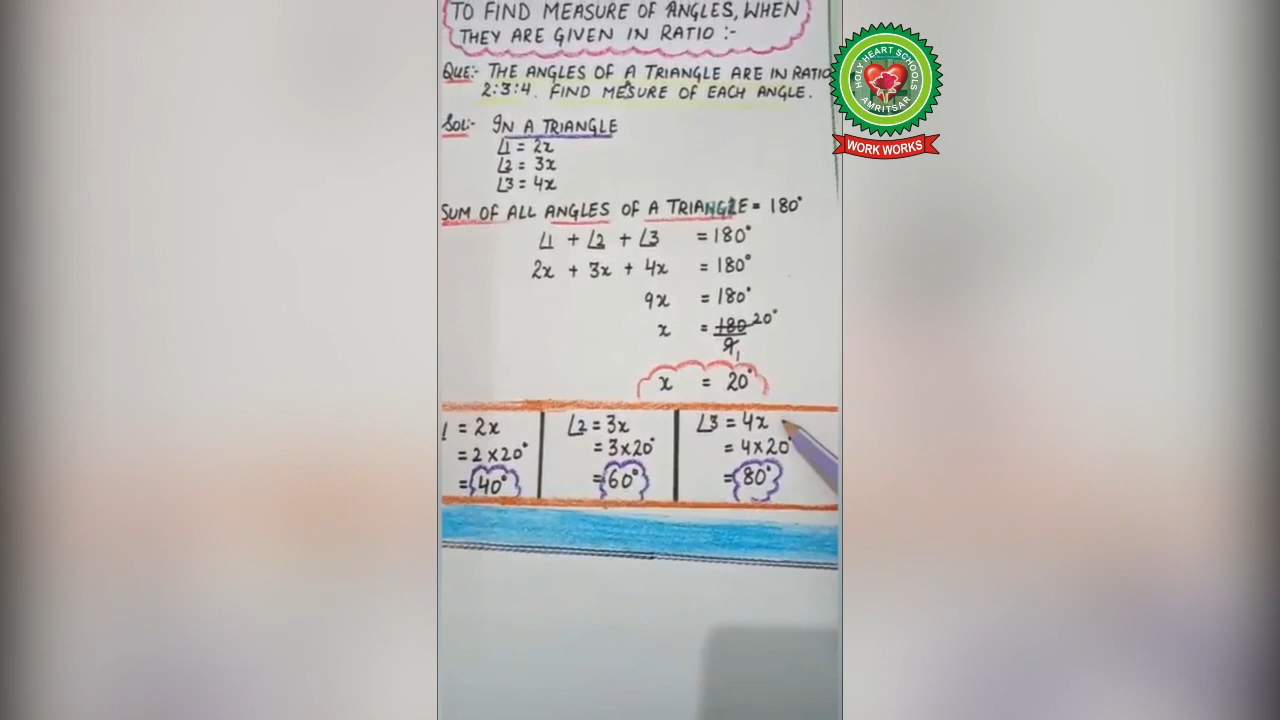 TO FIND MEASURE OF ANGLES, WHEN
THEY ARE GIVEN IN RATIO :-
QUE:- THE ANGLES OF A TRIANGLE ARE IN RATIO
2:3:4. FIND MESURE OF EACH ANGLE.
SOL:- IN A TRIANGLE
∠1 = 2x
∠2 = 3x
∠3 = 4x
SUM OF ALL ANGLES OF A TRIANGLE = 180°
∠1 + ∠2 + ∠3 = 180°
2x + 3x + 4x = 180°
9x = 180°
x = 180/9 20° 1
x = 20°
1 = 2x
= 2×20°
= 40°
∠2 = 3x
= 3×20°
= 60°
∠3 = 4x
= 4×20°
= 80°
HOLY HEART SCHOOLS
AMRITSAR
WORK WORKS